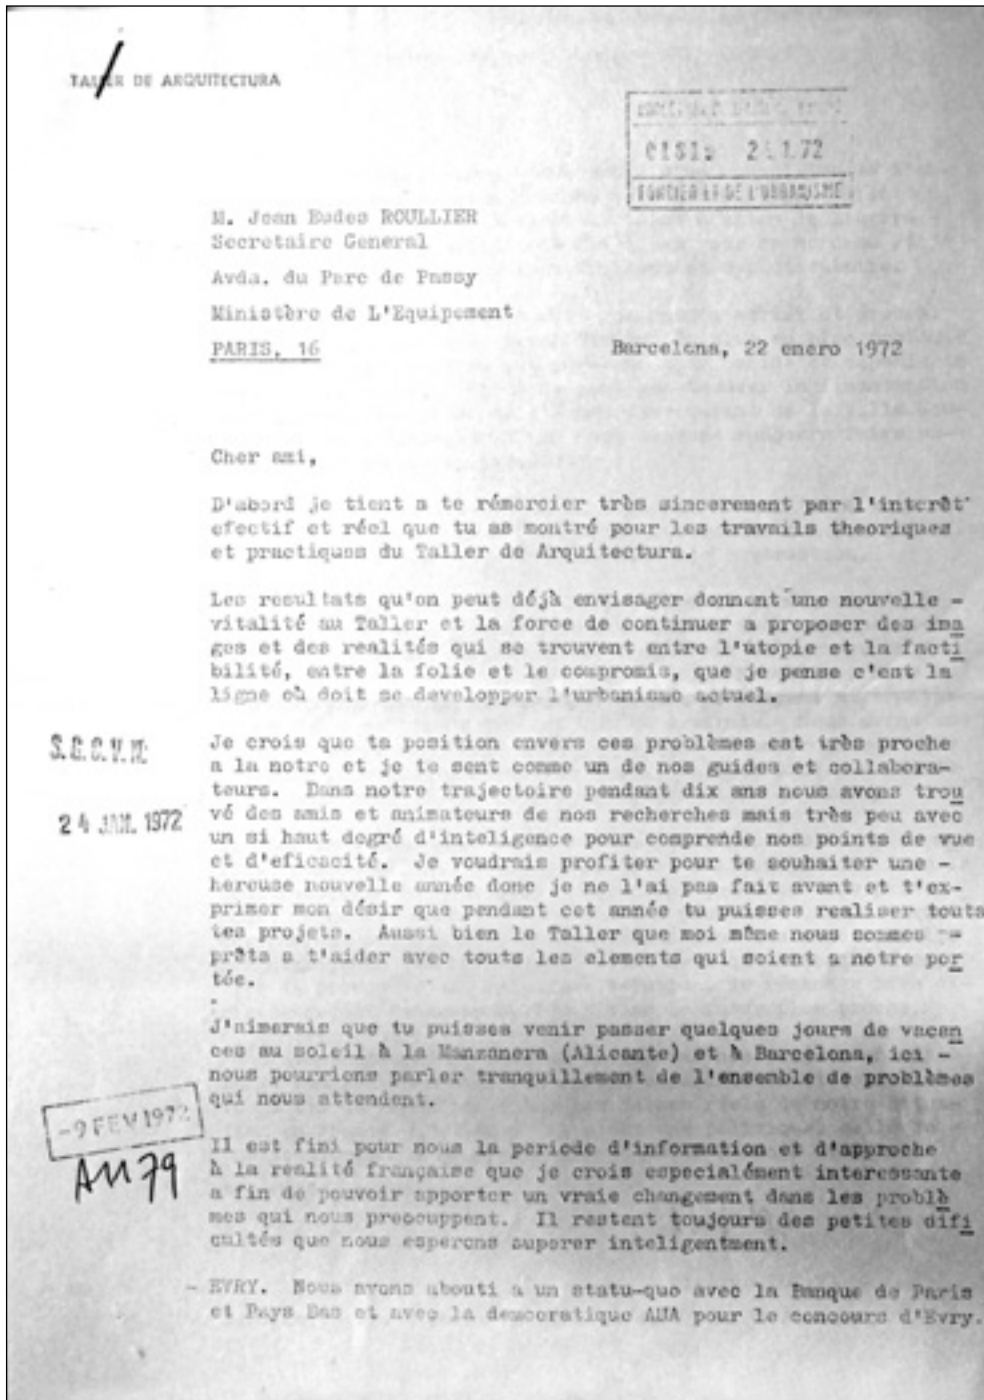 TALLER DE ARQUITECTURA
24.1.72
FONCIER ET DE L'URBANISME
M. Jean Eudes ROULLIER
Secretaire General
Avda. du Parc de Passy
Ministère de L'Equipement
PARIS, 16
Barcelona, 22 enero 1972
Cher ami,
D'abord je tient a te rémercier très sincerement par l'interêt
efectif et réel que tu as montré pour les travails theoriques
et practiques du Taller de Arquitectura.
Les resultats qu'on peut déjà envisager donnent une nouvelle -
vitalité au Taller et la force de continuer a proposer des ima
ges et des realités qui se trouvent entre l'utopie et la facti
bilité, entre la folie et le compromis, que je pense c'est la
ligne où doit se developper l'urbanisme actuel.
S.G.C.V.N.
24 JAN. 1972
Je crois que ta position envers ces problèmes est très proche
a la notre et je te sent comme un de nos guides et collabora-
teurs. Dans notre trajectoire pendant dix ans nous avons trou
vé des amis et animateurs de nos recherches mais très peu avec
un si haut degré d'inteligence pour comprende nos points de vue
et d'eficacité. Je voudrais profiter pour te souhaiter une -
hereuse nouvelle année donc je ne l'ai pas fait avant et t'ex-
primer mon désir que pendant cet année tu puisses realiser touts
tes projets. Aussi bien le Taller que moi même nous sommes -
prêts a t'aider avec touts les elements qui soient a notre por
tée.
J'aimerais que tu puisses venir passer quelques jours de vacan
ces au soleil à la Manzanera (Alicante) et à Barcelona, ici -
nous pourrions parler tranquillement de l'ensemble de problèmes
qui nous attendent.
-9 FEV 1972
AU 79
Il est fini pour nous la periode d'information et d'approche
à la realité française que je crois especialément interessante
a fin de pouvoir apporter un vraie changement dans les problè
mes qui nous preocuppent. Il restent toujours des petites difi
cultés que nous esperons superer inteligentment.
- EVRY. Nous avons abouti a un statu-quo avec la Banque de Paris
et Pays Bas et avec la democratique AUA pour le concours d'Evry.